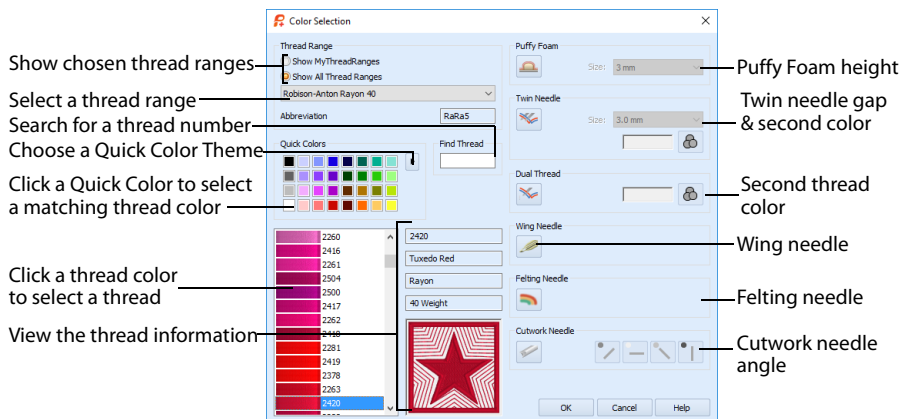 Color Selection
Show chosen thread ranges
Select a thread range
Search for a thread number
Choose a Quick Color Theme
Click a Quick Color to select
a matching thread color
Click a thread color
to select a thread
View the thread information
Thread Range
Show MyThreadRanges
Show All Thread Ranges
Robison-Anton Rayon 40
Abbreviation
RaRa5
Quick Colors
Find Thread
2260
2416
2261
2504
2500
2417
2262
2418
2281
2419
2378
2263
2420
2420
Tuxedo Red
Rayon
40 Weight
Puffy Foam
Size: 3 mm
Twin Needle
Size: 3.0 mm
Dual Thread
Wing Needle
Felting Needle
Cutwork Needle
OK Cancel Help
Puffy Foam height
Twin needle gap
& second color
Second thread
color
Wing needle
Felting needle
Cutwork needle
angle